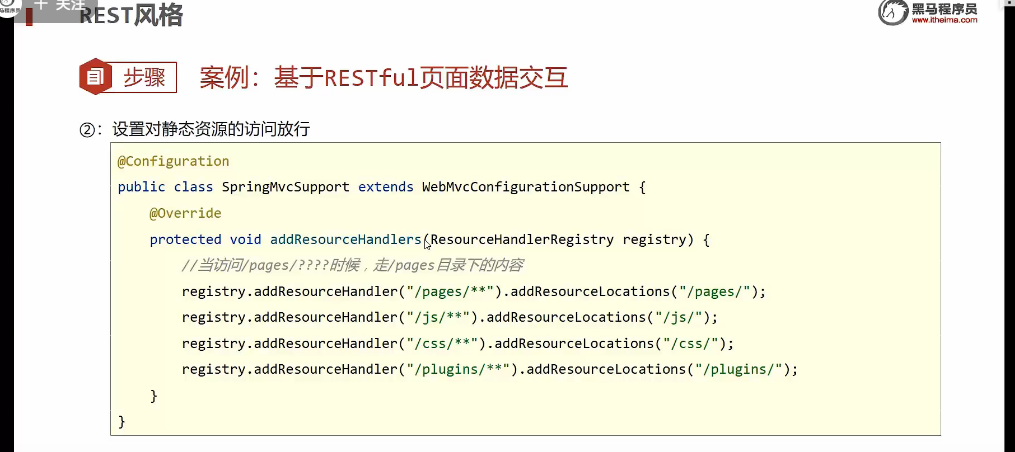 + 关注
REST风格
黑马程序员
www.itheima.com
步骤
案例：基于RESTful页面数据交互
②：设置对静态资源的访问放行
@Configuration
public class SpringMvcSupport extends WebMvcConfigurationSupport {
@Override
protected void addResourceHandlers(ResourceHandlerRegistry registry) {
//当访问/pages/????时候，走/pages目录下的内容
registry.addResourceHandler("/pages/**").addResourceLocations("/pages/");
registry.addResourceHandler("/js/**").addResourceLocations("/js/");
registry.addResourceHandler("/css/**").addResourceLocations("/css/");
registry.addResourceHandler("/plugins/**").addResourceLocations("/plugins/");
}
}